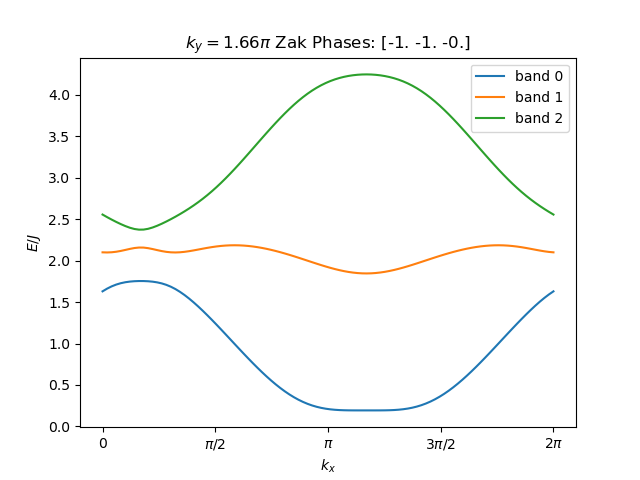 k_y = 1.66π Zak Phases: [-1. -1. -0.]
band 0
band 1
band 2
4.0
3.5
3.0
2.5
2.0
1.5
1.0
0.5
0.0
E/J
0 π/2 π 3π/2 2π
k_x